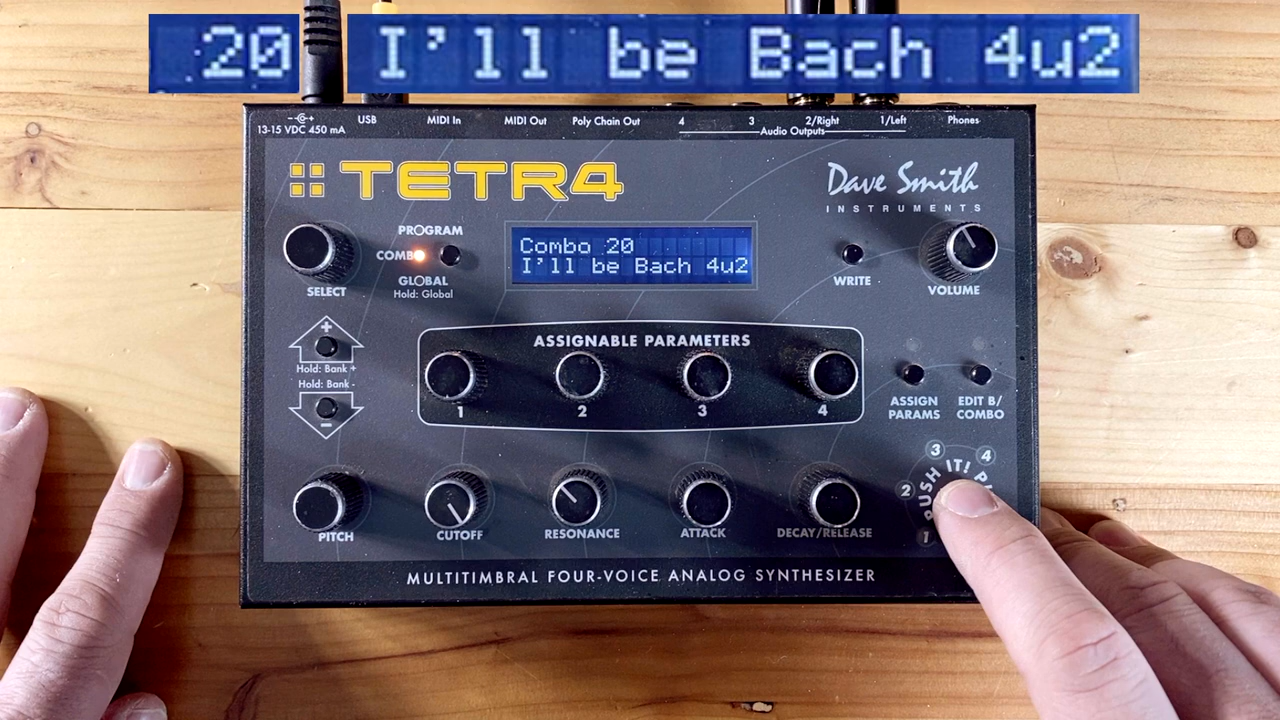 20 I'll be Bach 4u2
13-15 VDC 450 mA
USB
MIDI In
MIDI Out
Poly Chain Out
4
3
2/Right
1/Left
Audio Outputs
Phones
TETR4
Dave Smith
INSTRUMENTS
PROGRAM
COMBO
GLOBAL
Hold: Global
Combo 20
I'll be Bach 4u2
SELECT
WRITE
VOLUME
+
Hold: Bank +
Hold: Bank -
-
ASSIGNABLE PARAMETERS
1
2
3
4
ASSIGN
PARAMS
EDIT B/
COMBO
1
2
3
4
PUSH IT!
PITCH
CUTOFF
RESONANCE
ATTACK
DECAY/RELEASE
MULTITIMBRAL FOUR-VOICE ANALOG SYNTHESIZER